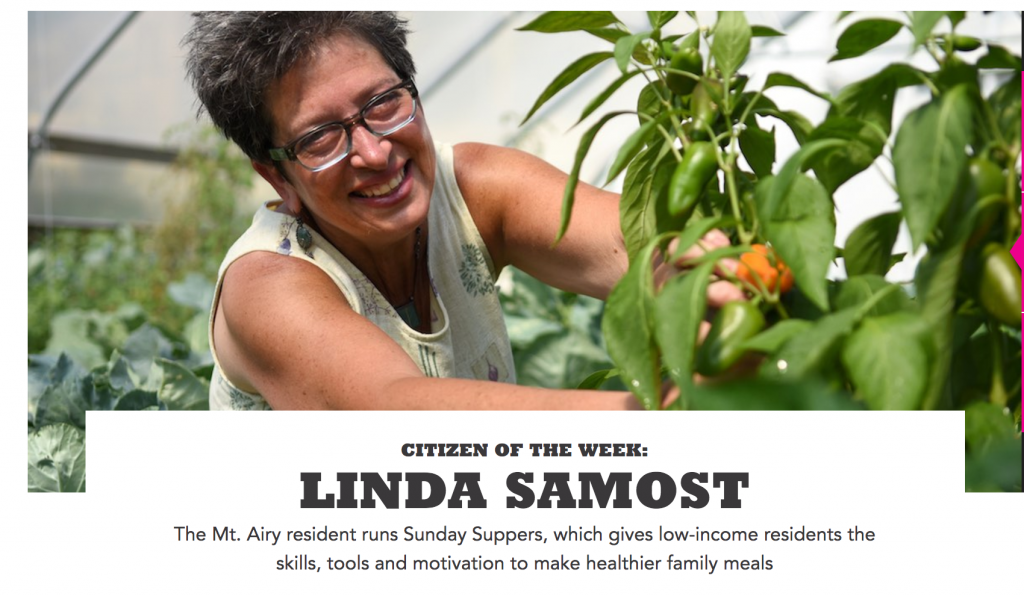 CITIZEN OF THE WEEK:
LINDA SAMOST
The Mt. Airy resident runs Sunday Suppers, which gives low-income residents the
skills, tools and motivation to make healthier family meals